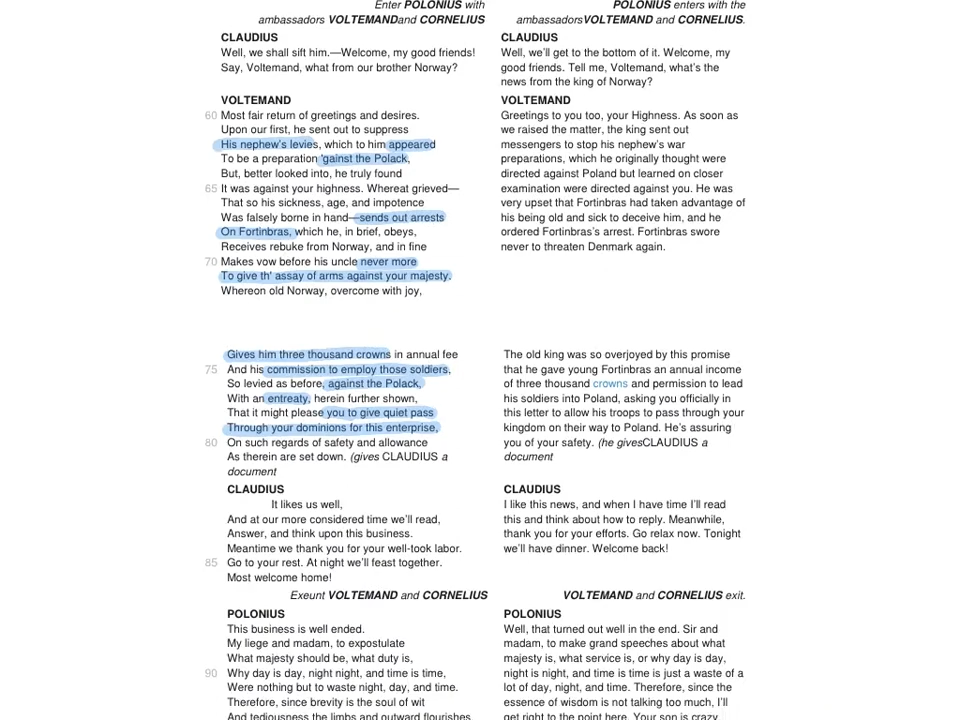 Enter POLONIUS with
ambassadors VOLTEMANDand CORNELIUS
CLAUDIUS
Well, we shall sift him.—Welcome, my good friends!
Say, Voltemand, what from our brother Norway?
VOLTEMAND
60 Most fair return of greetings and desires.
Upon our first, he sent out to suppress
His nephew's levies, which to him appeared
To be a preparation 'gainst the Polack,
But, better looked into, he truly found
65 It was against your highness. Whereat grieved—
That so his sickness, age, and impotence
Was falsely borne in hand—sends out arrests
On Fortinbras, which he, in brief, obeys,
Receives rebuke from Norway, and in fine
70 Makes vow before his uncle never more
To give th' assay of arms against your majesty.
Whereon old Norway, overcome with joy,
POLONIUS enters with the
ambassadorsVOLTEMAND and CORNELIUS.
CLAUDIUS
Well, we'll get to the bottom of it. Welcome, my
good friends. Tell me, Voltemand, what's the
news from the king of Norway?
VOLTEMAND
Greetings to you too, your Highness. As soon as
we raised the matter, the king sent out
messengers to stop his nephew's war
preparations, which he originally thought were
directed against Poland but learned on closer
examination were directed against you. He was
very upset that Fortinbras had taken advantage of
his being old and sick to deceive him, and he
ordered Fortinbras's arrest. Fortinbras swore
never to threaten Denmark again.
Gives him three thousand crowns in annual fee
75 And his commission to employ those soldiers,
So levied as before, against the Polack,
With an entreaty, herein further shown,
That it might please you to give quiet pass
Through your dominions for this enterprise,
80 On such regards of safety and allowance
As therein are set down. (gives CLAUDIUS a
document
CLAUDIUS
It likes us well,
And at our more considered time we'll read,
Answer, and think upon this business.
Meantime we thank you for your well-took labor.
85 Go to your rest. At night we'll feast together.
Most welcome home!
Exeunt VOLTEMAND and CORNELIUS
POLONIUS
This business is well ended.
My liege and madam, to expostulate
What majesty should be, what duty is,
90 Why day is day, night night, and time is time,
Were nothing but to waste night, day, and time.
Therefore, since brevity is the soul of wit
And tediousness the limbs and outward flourishes,
The old king was so overjoyed by this promise
that he gave young Fortinbras an annual income
of three thousand crowns and permission to lead
his soldiers into Poland, asking you officially in
this letter to allow his troops to pass through your
kingdom on their way to Poland. He's assuring
you of your safety. (he givesCLAUDIUS a
document
CLAUDIUS
I like this news, and when I have time I'll read
this and think about how to reply. Meanwhile,
thank you for your efforts. Go relax now. Tonight
we'll have dinner. Welcome back!
VOLTEMAND and CORNELIUS exit.
POLONIUS
Well, that turned out well in the end. Sir and
madam, to make grand speeches about what
majesty is, what service is, or why day is day,
night is night, and time is time is just a waste of a
lot of day, night, and time. Therefore, since the
essence of wisdom is not talking too much, I'll
get right to the point here. Your son is crazy.